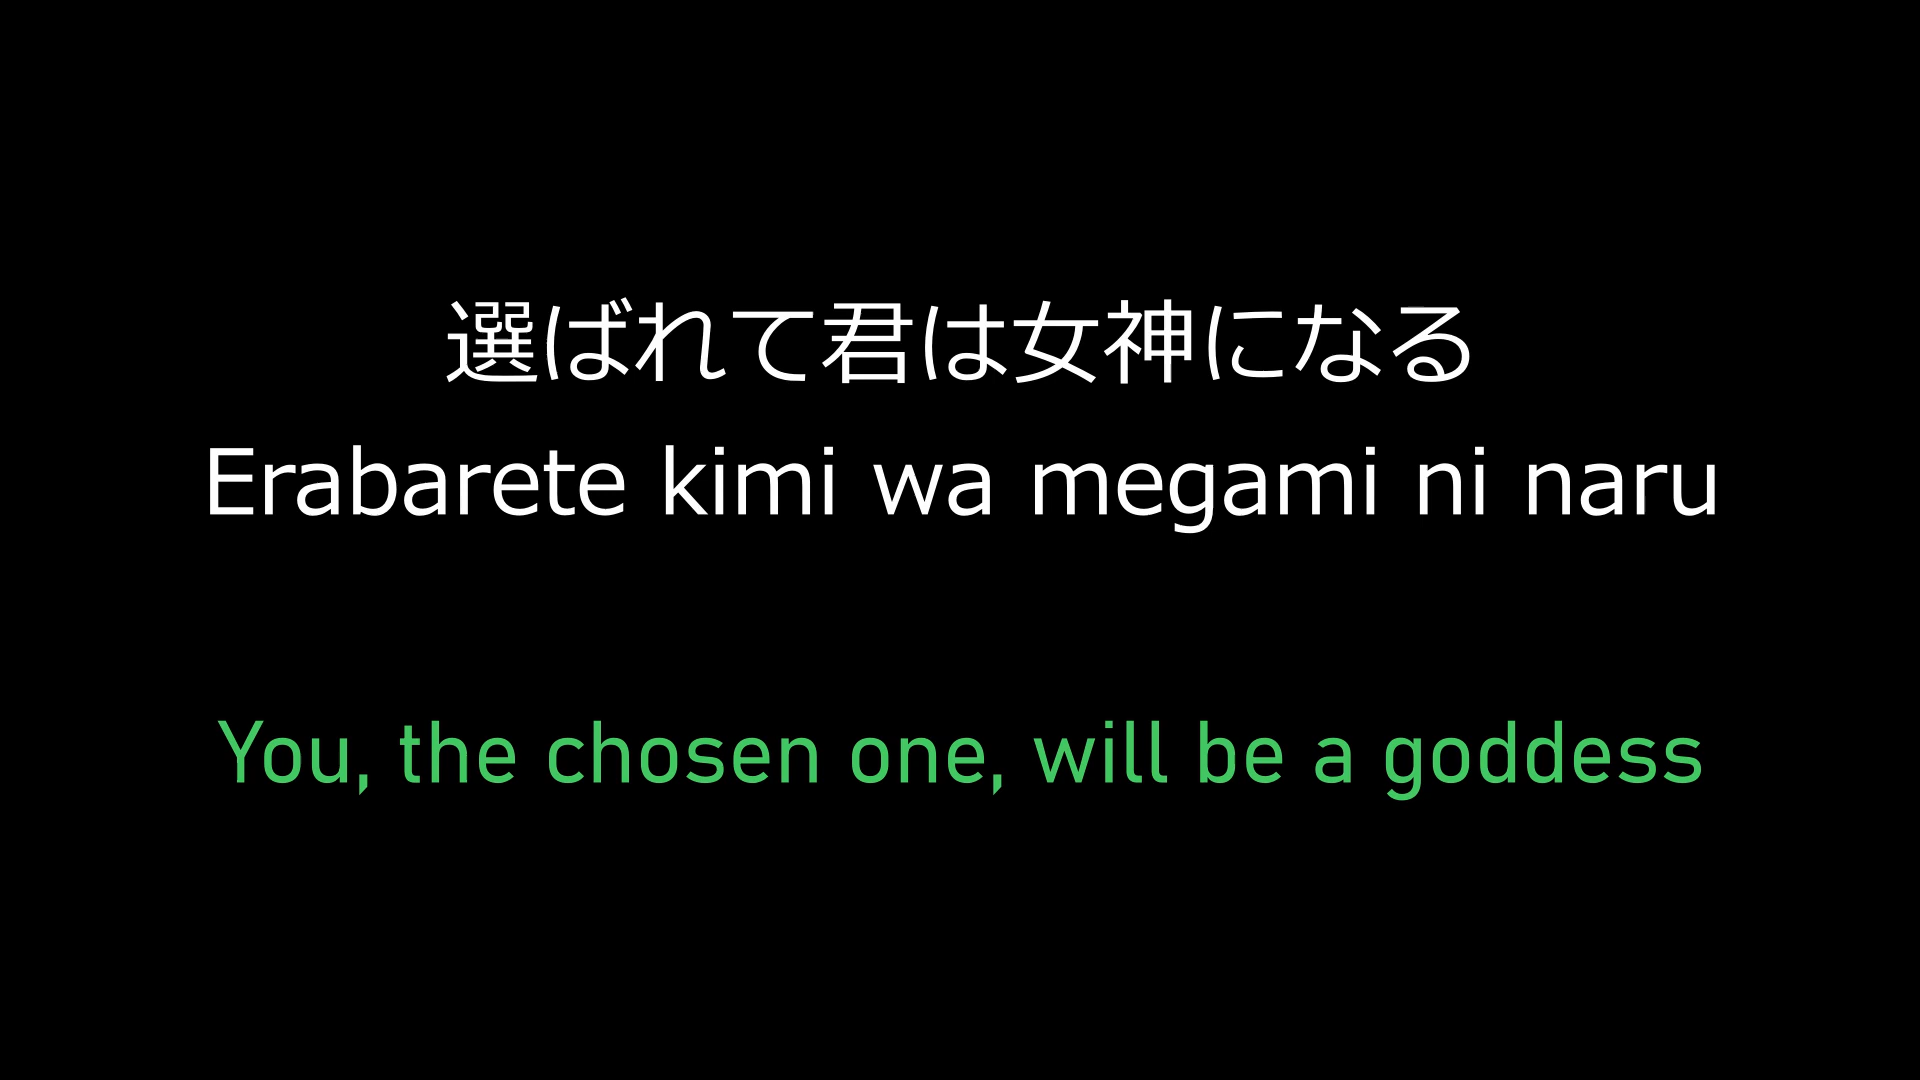 選ばれて君は女神になる
Erabarete kimi wa megami ni naru
You, the chosen one, will be a goddess